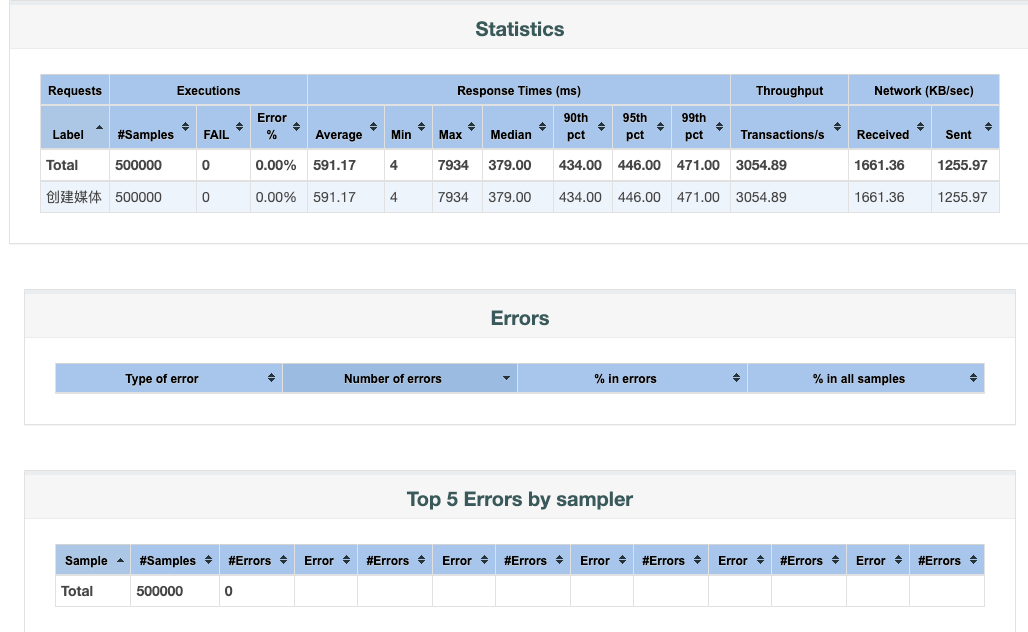 Statistics
Requests Executions Response Times (ms) Throughput Network (KB/sec)
Label #Samples FAIL Error % Average Min Max Median 90th pct 95th pct 99th pct Transactions/s Received Sent
Total 500000 0 0.00% 591.17 4 7934 379.00 434.00 446.00 471.00 3054.89 1661.36 1255.97
创建媒体 500000 0 0.00% 591.17 4 7934 379.00 434.00 446.00 471.00 3054.89 1661.36 1255.97
Errors
Type of error Number of errors % in errors % in all samples
Top 5 Errors by sampler
Sample #Samples #Errors Error #Errors Error #Errors Error #Errors Error #Errors Error #Errors
Total 500000 0